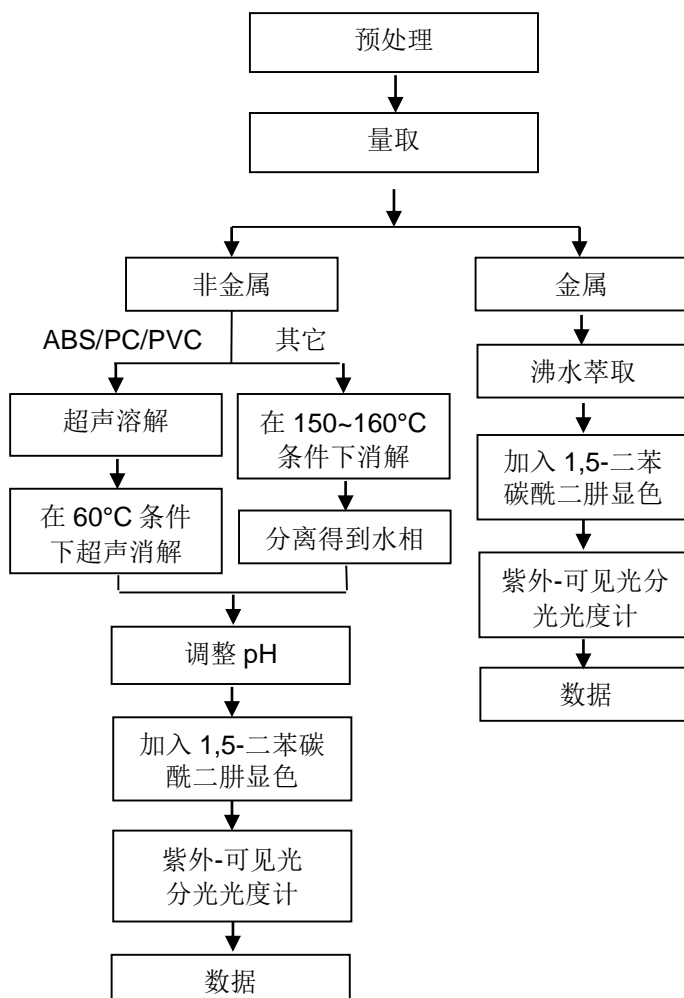 预处理
量取
非金属
金属
ABS/PC/PVC
其它
沸水萃取
超声溶解
在 150~160°C
条件下消解
加入 1,5-二苯
碳酰二肼显色
在 60°C 条件
下超声消解
分离得到水相
紫外-可见光分
光光度计
调整 pH
数据
加入 1,5-二苯碳
酰二肼显色
紫外-可见光
分光光度计
数据